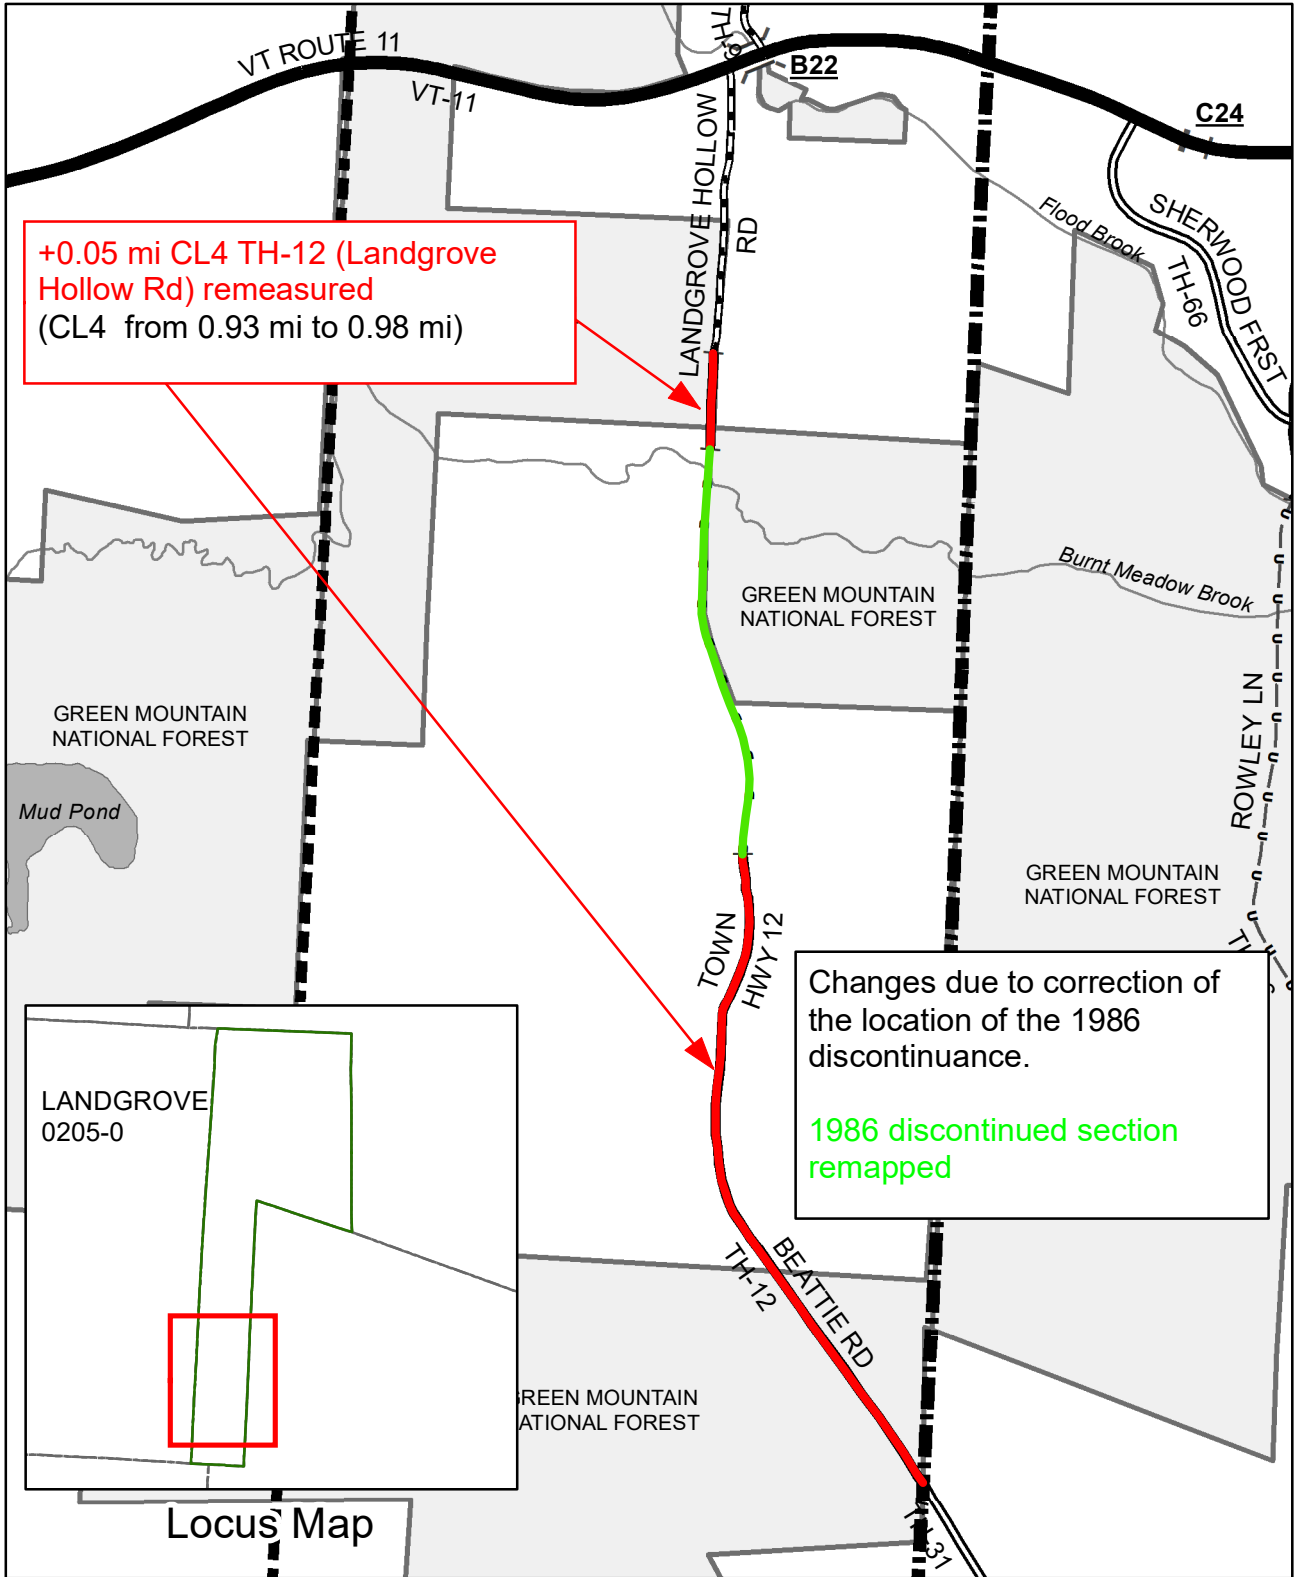 VT ROUTE 11
VT-11
TH-9
B22
C24
LANDGROVE HOLLOW
RD
Flood Brook
SHERWOOD FRST
TH-66
+0.05 mi CL4 TH-12 (Landgrove
Hollow Rd) remeasured
(CL4 from 0.93 mi to 0.98 mi)
Burnt Meadow Brook
GREEN MOUNTAIN
NATIONAL FOREST
GREEN MOUNTAIN
NATIONAL FOREST
ROWLEY LN
Mud Pond
GREEN MOUNTAIN
NATIONAL FOREST
TOWN
HWY 12
Changes due to correction of
the location of the 1986
discontinuance.
1986 discontinued section
remapped
LANDGROVE
0205-0
BEATTIE RD
TH-12
GREEN MOUNTAIN
NATIONAL FOREST
Locus Map